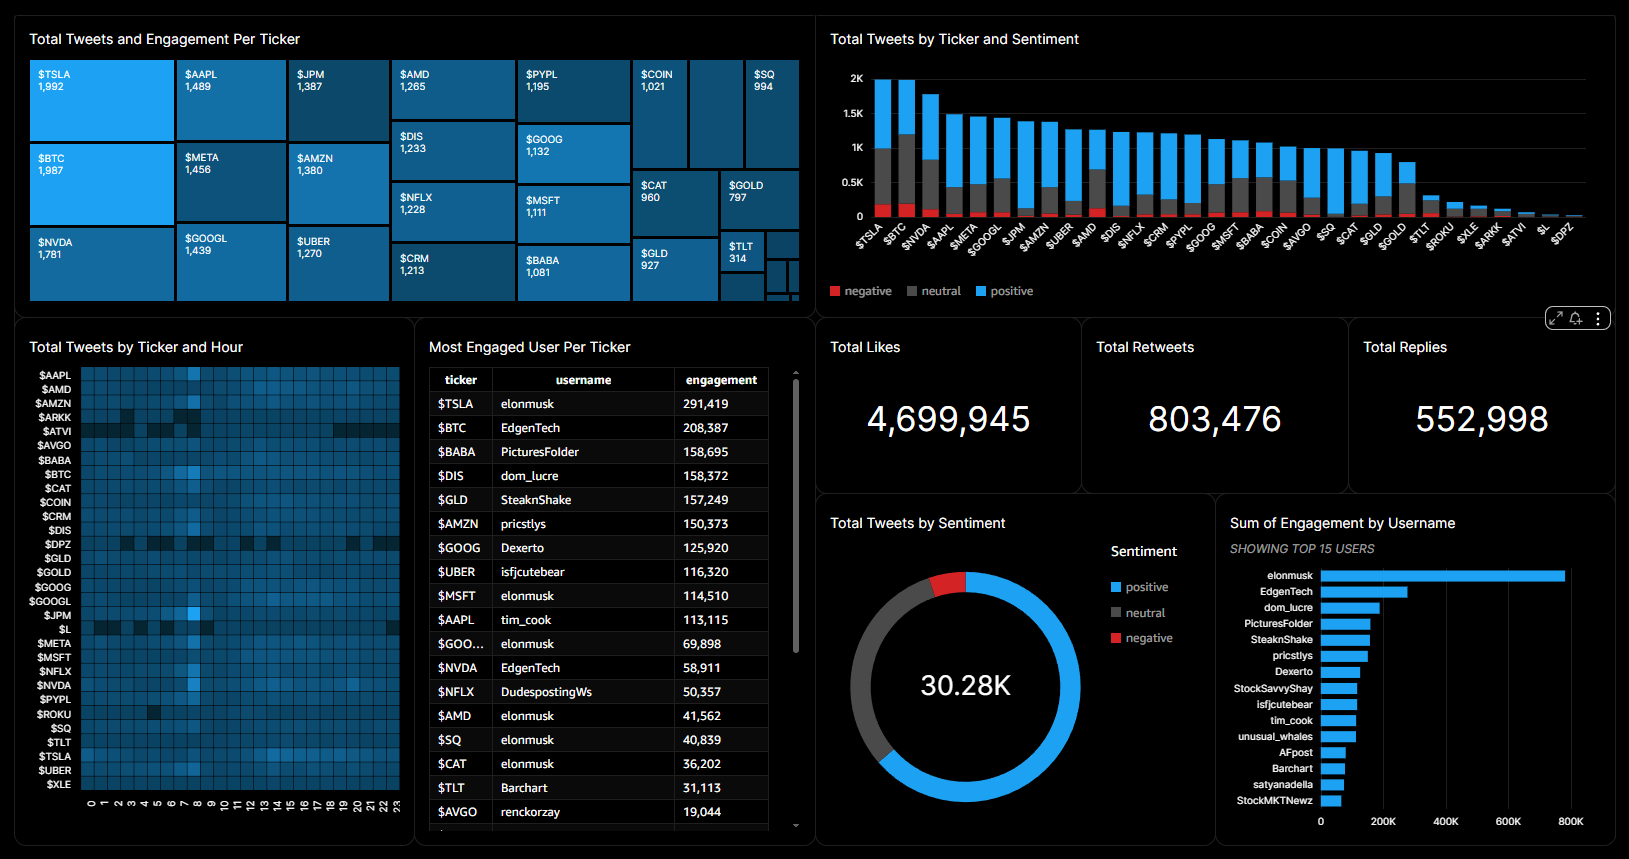 Total Tweets and Engagement Per Ticker
$TSLA
1,992
$BTC
1,987
$NVDA
1,781
$AAPL
1,489
$META
1,456
$GOOGL
1,439
$JPM
1,387
$AMZN
1,380
$UBER
1,270
$AMD
1,265
$DIS
1,233
$NFLX
1,228
$CRM
1,213
$PYPL
1,195
$GOOG
1,132
$MSFT
1,111
$BABA
1,081
$COIN
1,021
$SQ
994
$CAT
960
$GOLD
797
$GLD
927
$TLT
314
Total Tweets by Ticker and Sentiment
2K
1.5K
1K
0.5K
0
$TSLA $BTC $NVDA $AAPL $META $GOOGL $JPM $AMZN $UBER $AMD $DIS $NFLX $CRM $PYPL $GOOG $MSFT $BABA $COIN $AVGO $SQ $CAT $GLD $GOLD $TLT $ROKU $XLE $ARKK $ATVI $L $DPZ
negative neutral positive
Total Tweets by Ticker and Hour
$AAPL
$AMD
$AMZN
$ARKK
$ATVI
$AVGO
$BABA
$BTC
$CAT
$COIN
$CRM
$DIS
$DPZ
$GLD
$GOLD
$GOOG
$GOOGL
$JPM
$L
$META
$MSFT
$NFLX
$NVDA
$PYPL
$ROKU
$SQ
$TLT
$TSLA
$UBER
$XLE
0 1 2 3 4 5 6 7 8 9 10 11 12 13 14 15 16 17 18 19 20 21 22 23
Most Engaged User Per Ticker
ticker username engagement
$TSLA elonmusk 291,419
$BTC EdgenTech 208,387
$BABA PicturesFolder 158,695
$DIS dom_lucre 158,372
$GLD SteaknShake 157,249
$AMZN pricstlys 150,373
$GOOG Dexerto 125,920
$UBER isfjcutebear 116,320
$MSFT elonmusk 114,510
$AAPL tim_cook 113,115
$GOO... elonmusk 69,898
$NVDA EdgenTech 58,911
$NFLX DudespostingWs 50,357
$AMD elonmusk 41,562
$SQ elonmusk 40,839
$CAT elonmusk 36,202
$TLT Barchart 31,113
$AVGO renckorzay 19,044
Total Likes
4,699,945
Total Retweets
803,476
Total Replies
552,998
Total Tweets by Sentiment
30.28K
Sentiment
positive
neutral
negative
Sum of Engagement by Username
SHOWING TOP 15 USERS
elonmusk
EdgenTech
dom_lucre
PicturesFolder
SteaknShake
pricstlys
Dexerto
StockSavvyShay
isfjcutebear
tim_cook
unusual_whales
AFpost
Barchart
satyanadella
StockMKTNewz
0 200K 400K 600K 800K